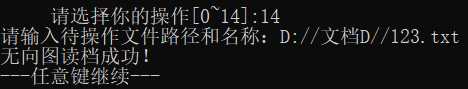 请选择你的操作[0~14]:14
请输入待操作文件路径和名称：D://文档D//123.txt
无向图读档成功！
---任意键继续---